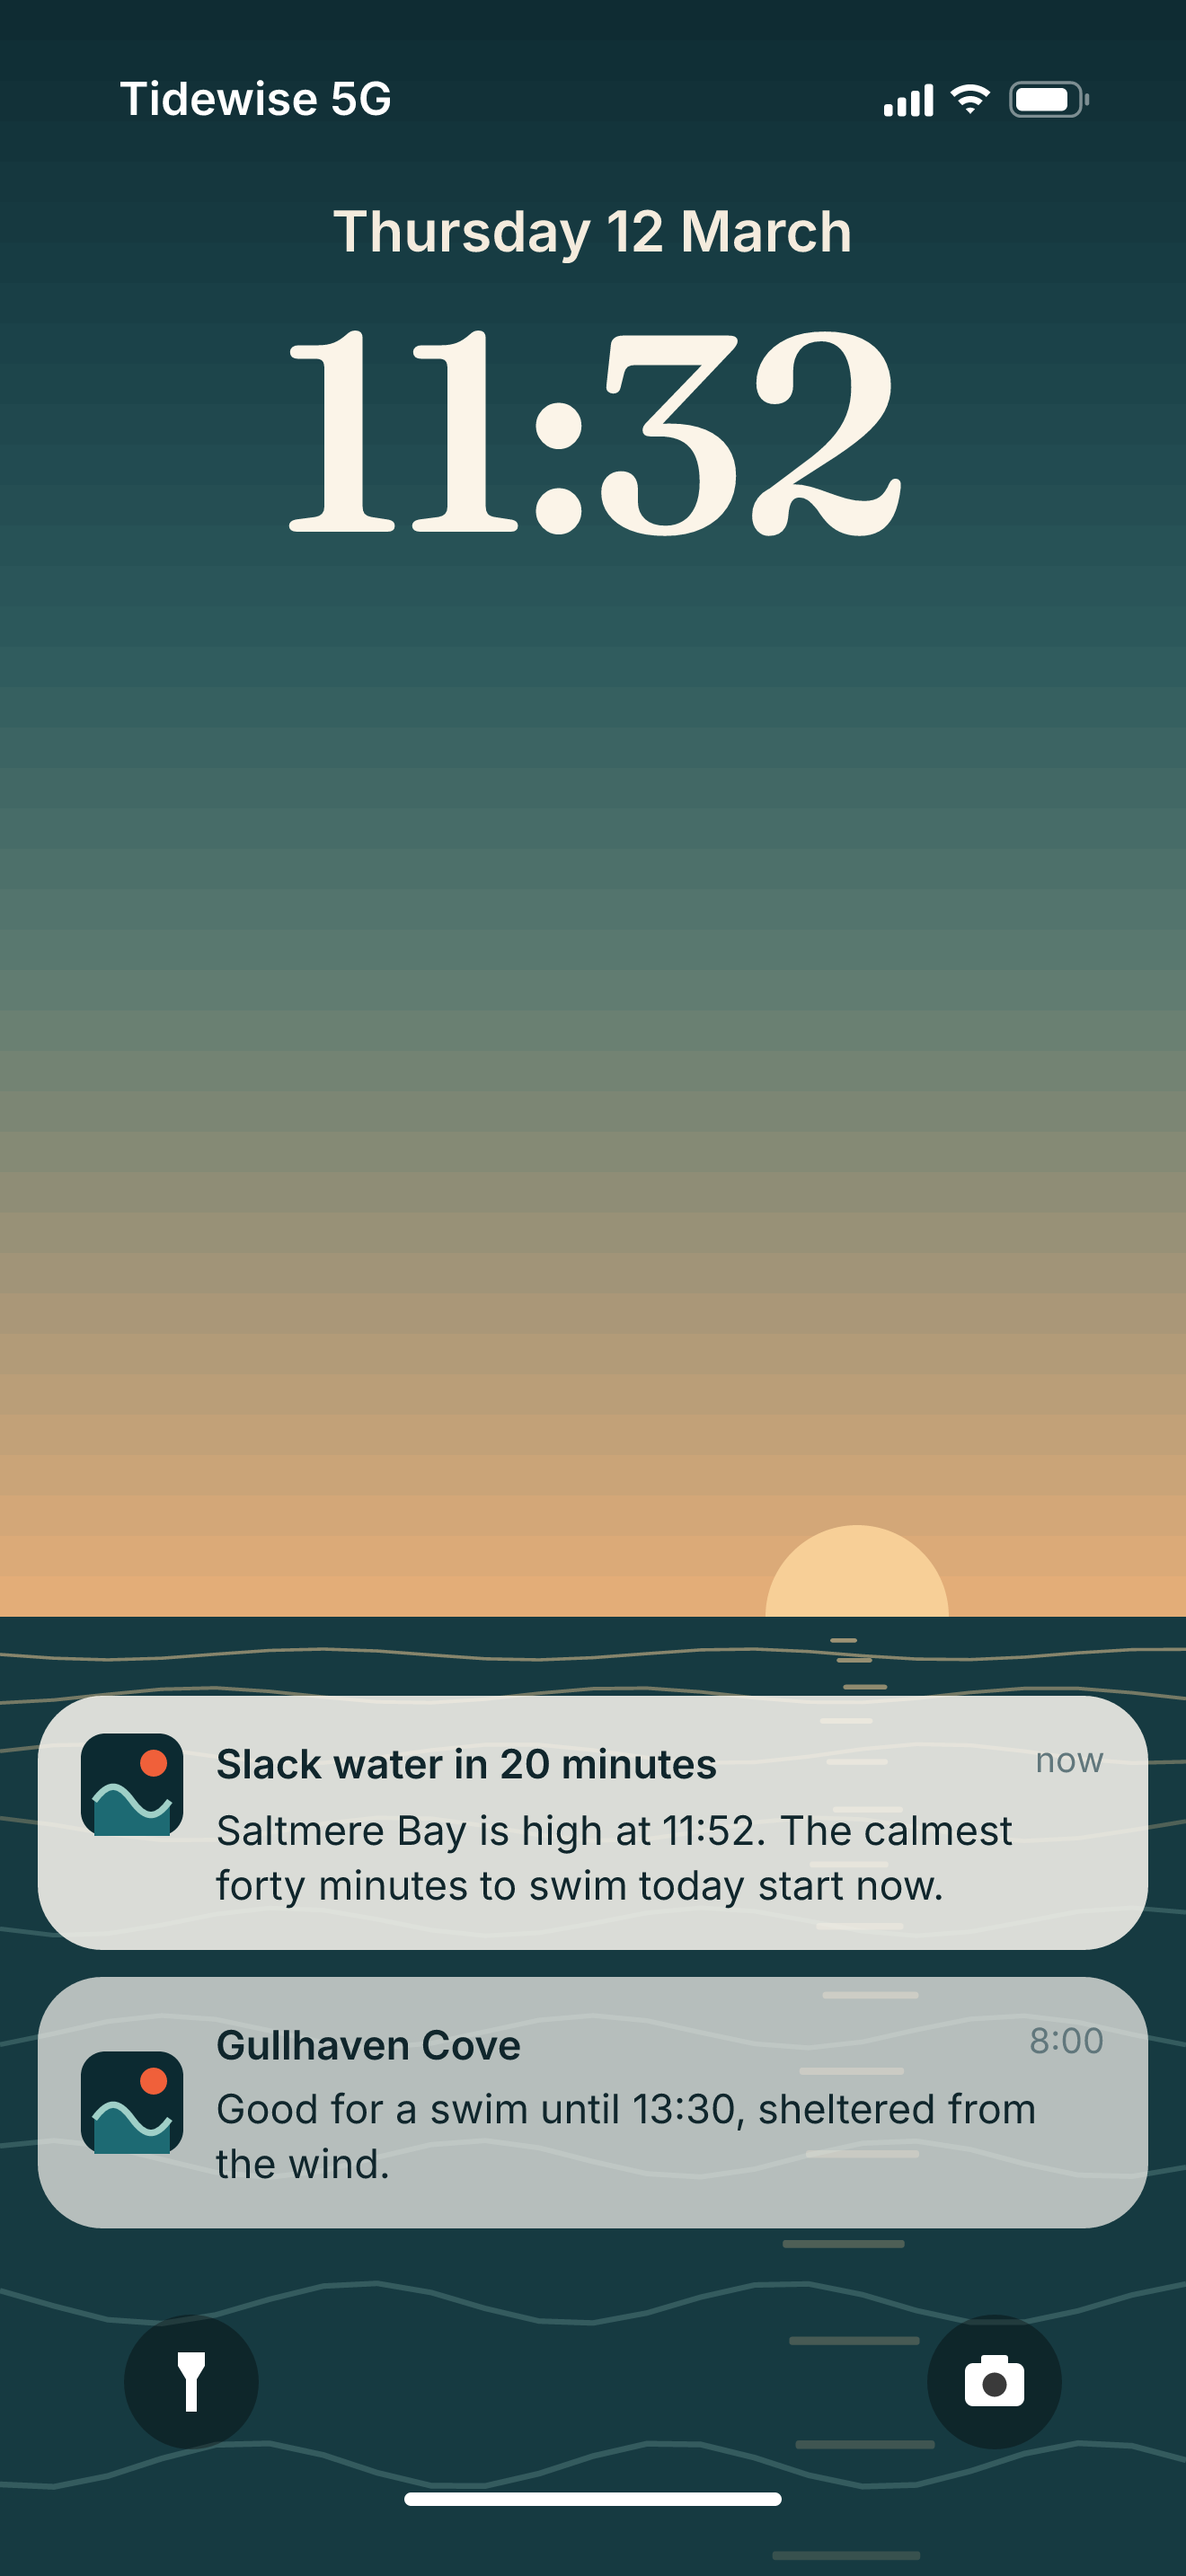 Tidewise 5G
Thursday 12 March
11:32
Slack water in 20 minutes
now
Saltmere Bay is high at 11:52. The calmest
forty minutes to swim today start now.
Gullhaven Cove
8:00
Good for a swim until 13:30, sheltered from
the wind.